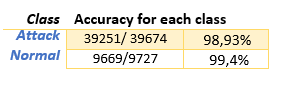 Class Accuracy for each class
Attack 39251/ 39674 98,93%
Normal 9669/9727 99,4%